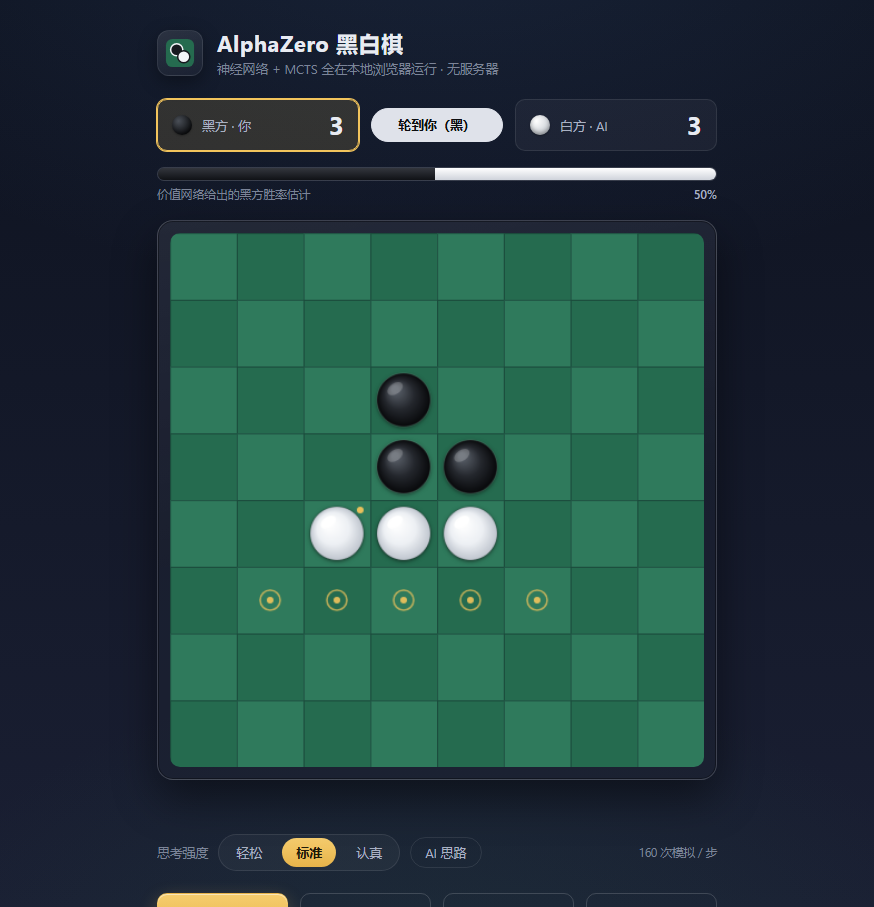 AlphaZero 黑白棋
神经网络 + MCTS 全在本地浏览器运行 · 无服务器
黑方 · 你 3
轮到你（黑）
白方 · AI 3
价值网络给出的黑方胜率估计 50%
思考强度 轻松 标准 认真 AI 思路 160 次模拟 / 步